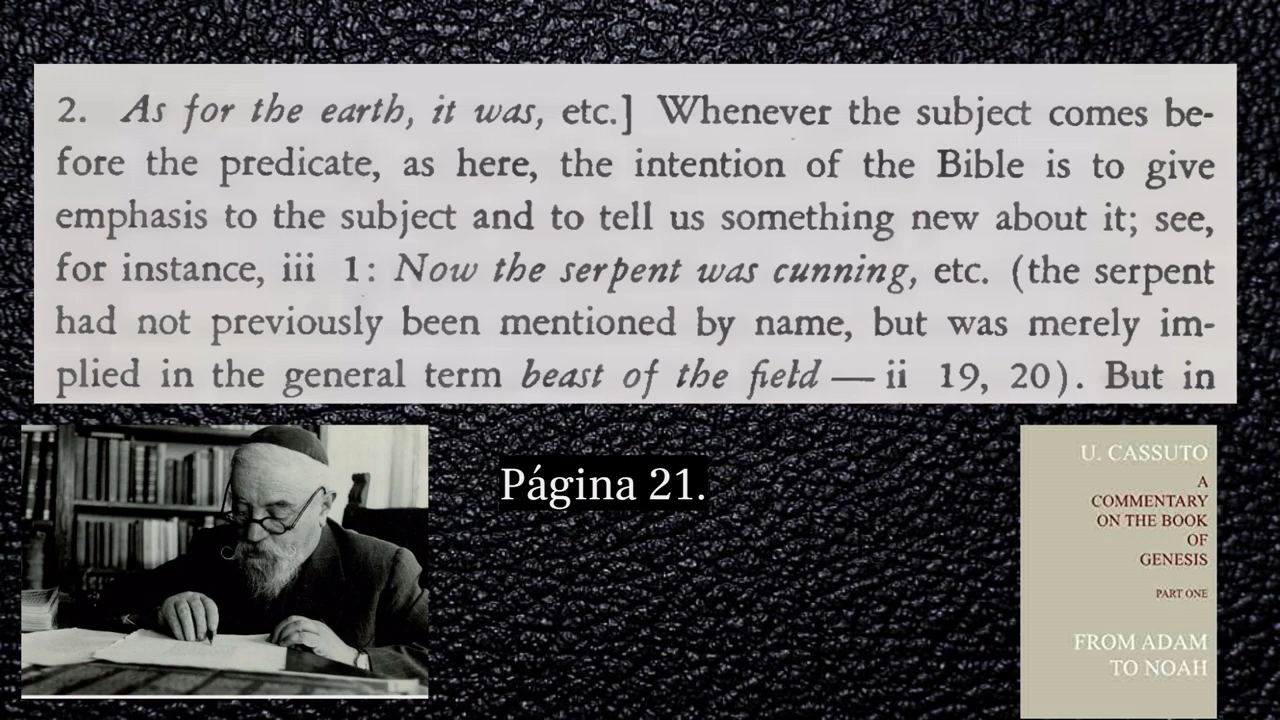 2. As for the earth, it was, etc.] Whenever the subject comes be-
fore the predicate, as here, the intention of the Bible is to give
emphasis to the subject and to tell us something new about it; see,
for instance, iii 1: Now the serpent was cunning, etc. (the serpent
had not previously been mentioned by name, but was merely im-
plied in the general term beast of the field — ii 19, 20). But in
Página 21.
U. CASSUTO
A
COMMENTARY
ON THE BOOK
OF
GENESIS
PART ONE
FROM ADAM
TO NOAH